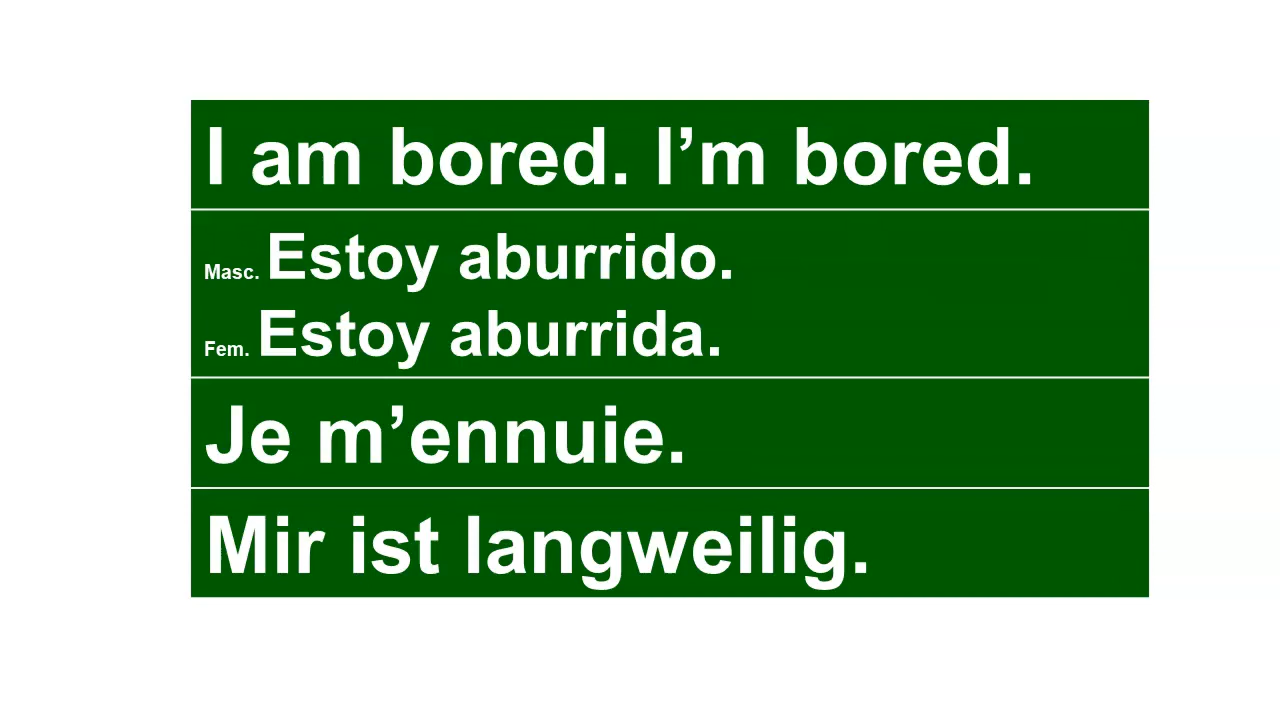 I am bored. I’m bored.
Masc. Estoy aburrido.
Fem. Estoy aburrida.
Je m’ennuie.
Mir ist langweilig.